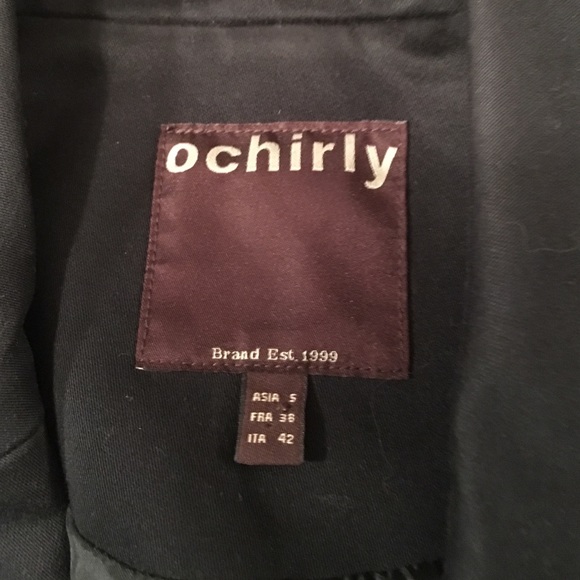 ochirly
Brand Est. 1999
ASIA S
FRA 38
ITA 42